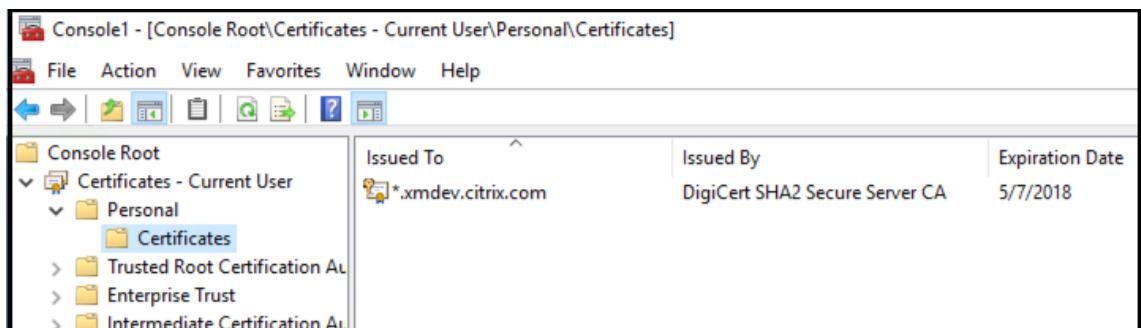 Console1 - [Console Root\Certificates - Current User\Personal\Certificates]
File Action View Favorites Window Help
Console Root
Certificates - Current User
Personal
Certificates
Trusted Root Certification Au
Enterprise Trust
Intermediate Certification Au
Issued To Issued By Expiration Date
*.xmdev.citrix.com DigiCert SHA2 Secure Server CA 5/7/2018